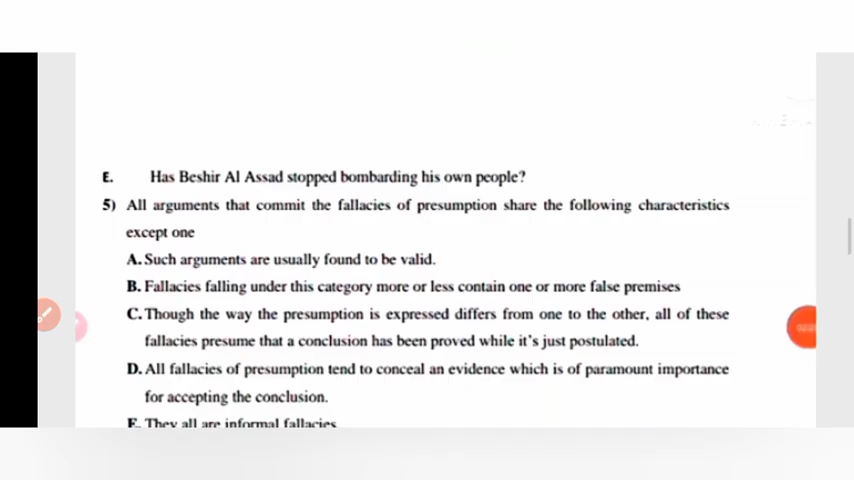 E. Has Beshir Al Assad stopped bombarding his own people?
5) All arguments that commit the fallacies of presumption share the following characteristics
except one
A. Such arguments are usually found to be valid.
B. Fallacies falling under this category more or less contain one or more false premises
C. Though the way the presumption is expressed differs from one to the other, all of these
fallacies presume that a conclusion has been proved while it's just postulated.
D. All fallacies of presumption tend to conceal an evidence which is of paramount importance
for accepting the conclusion.
E. They all are informal fallacies